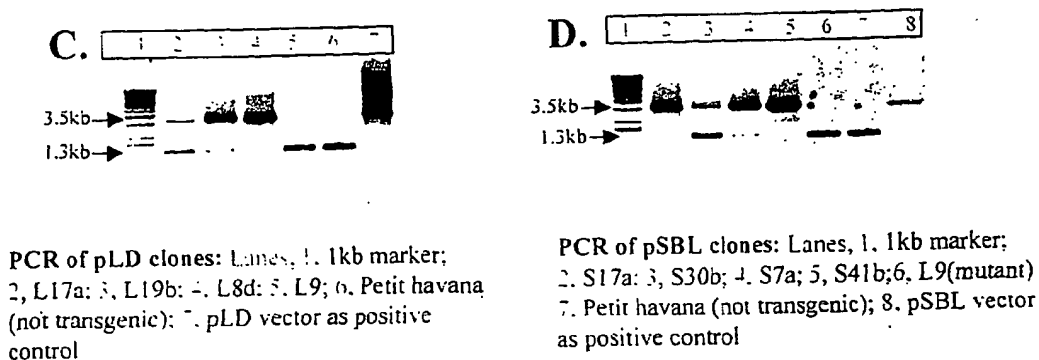 C.
1 2 3 4 5 6 7
3.5kb
1.3kb
D.
1 2 3 4 5 6 7 8
3.5kb
1.3kb
PCR of pLD clones: Lanes, 1. 1kb marker;
2, L17a: 3, L19b: 4. L8d: 5. L9; 6. Petit havana
(not transgenic); 7. pLD vector as positive
control
PCR of pSBL clones: Lanes, 1. 1kb marker;
2. S17a: 3, S30b; 4. S7a; 5, S41b;6. L9(mutant)
7. Petit havana (not transgenic); 8. pSBL vector
as positive control